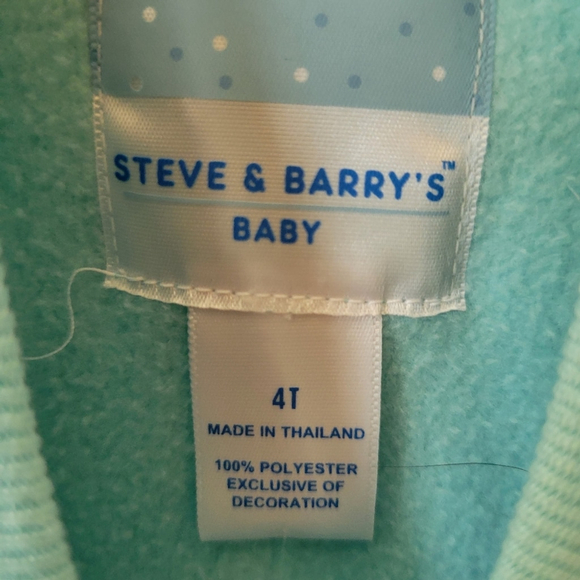 STEVE & BARRY'S™
BABY
4T
MADE IN THAILAND
100% POLYESTER
EXCLUSIVE OF
DECORATION